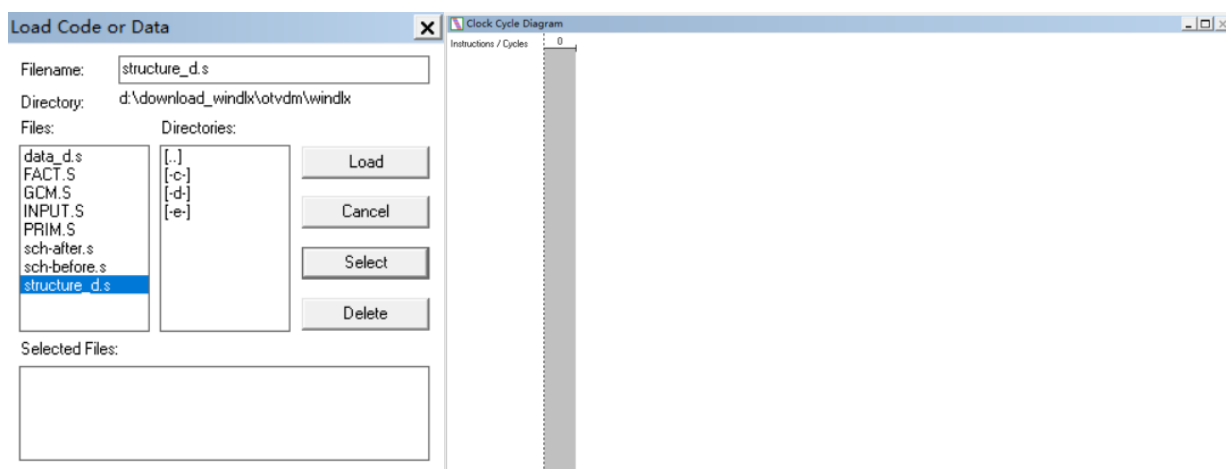 Load Code or Data
Filename: structure_d.s
Directory: d:\download_windlx\otvdm\windlx
Files: Directories:
data_d.s
FACT.S
GCM.S
INPUT.S
PRIM.S
sch-after.s
sch-before.s
structure_d.s
[..]
[-c-]
[-d-]
[-e-]
Load
Cancel
Select
Delete
Selected Files:
Clock Cycle Diagram
Instructions / Cycles 0